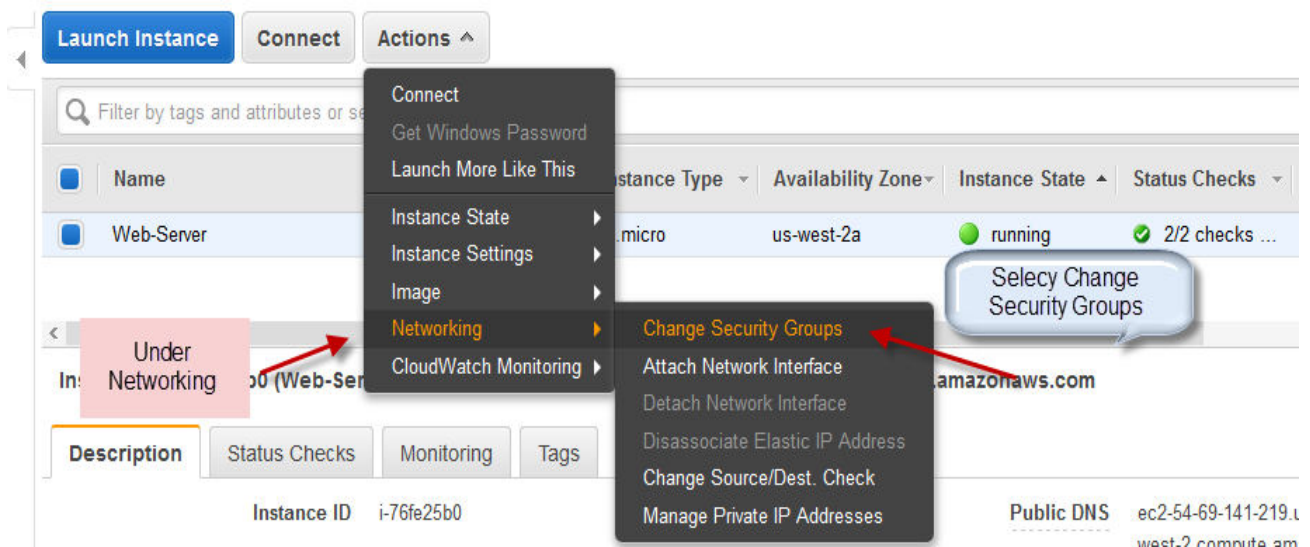 Launch Instance Connect Actions
Filter by tags and attributes or se
Connect
Get Windows Password
Launch More Like This
Instance State
Instance Settings
Image
Networking
CloudWatch Monitoring
Change Security Groups
Attach Network Interface
Detach Network Interface
Disassociate Elastic IP Address
Change Source/Dest. Check
Manage Private IP Addresses
Name stance Type Availability Zone Instance State Status Checks
Web-Server .micro us-west-2a running 2/2 checks ...
Selecy Change
Security Groups
Under
Networking
In b0 (Web-Ser .amazonaws.com
Description Status Checks Monitoring Tags
Instance ID i-76fe25b0 Public DNS ec2-54-69-141-219.u
west-2.compute.am